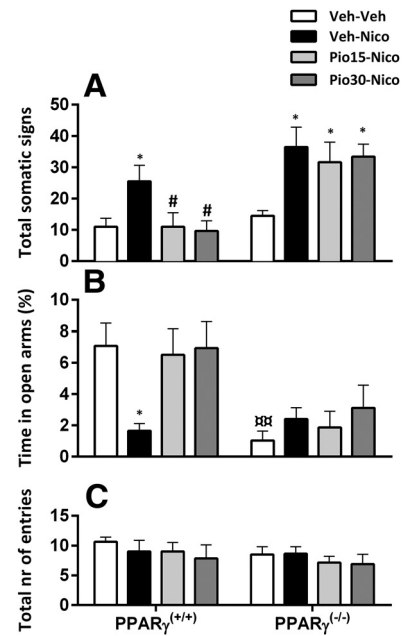 Veh-Veh
Veh-Nico
Pio15-Nico
Pio30-Nico
A
Total somatic signs
50
40
30
20
10
0
*
#
#
*
*
*
B
Time in open arms (%)
10
8
6
4
2
0
*
¤¤
C
Total nr of entries
15
10
5
0
PPARγ(+/+)
PPARγ(-/-)